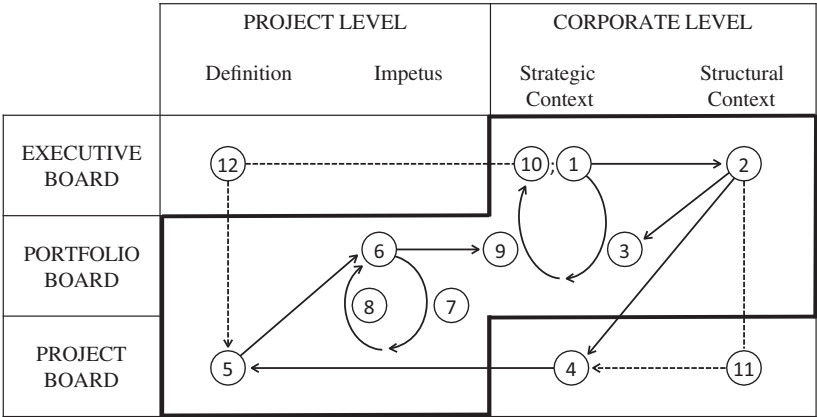 PROJECT LEVEL CORPORATE LEVEL
Definition Impetus Strategic Structural
Context Context
EXECUTIVE
BOARD
12 10 ; 1 2
PORTFOLIO
BOARD
6 9 3
8 7
PROJECT
BOARD
5 4 11